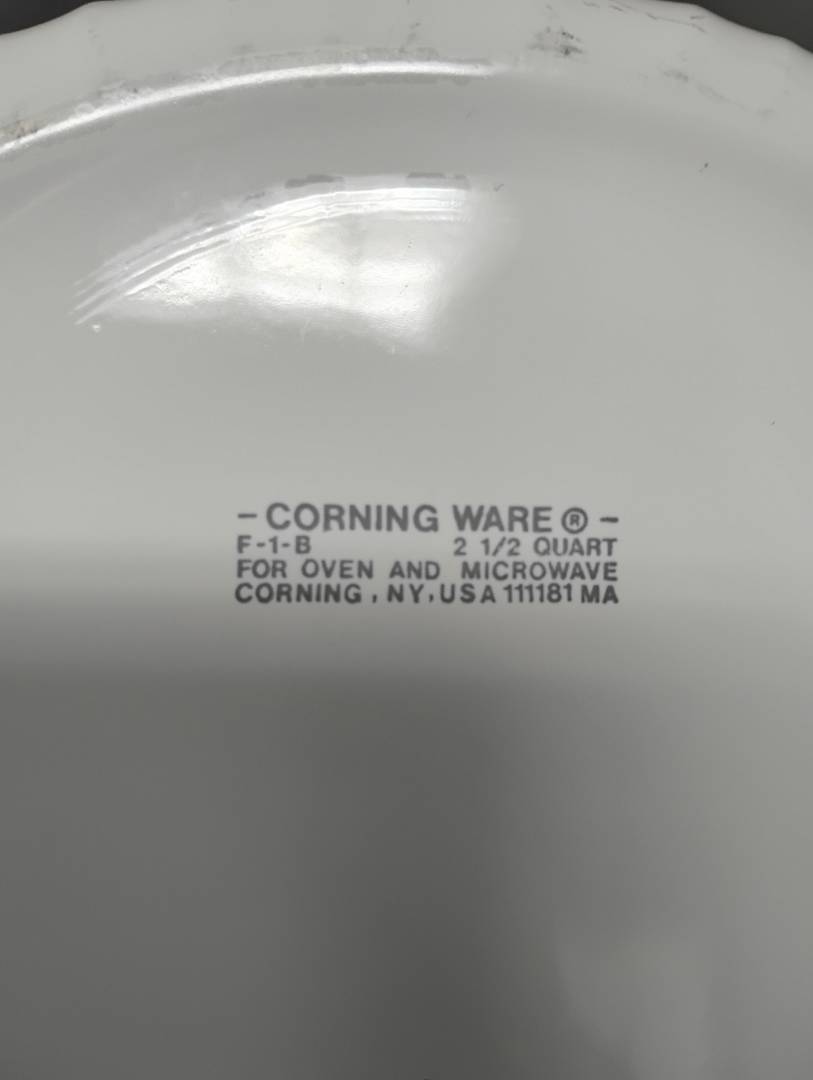 - CORNING WARE ® -
F-1-B 2 1/2 QUART
FOR OVEN AND MICROWAVE
CORNING , NY, USA 111181 MA